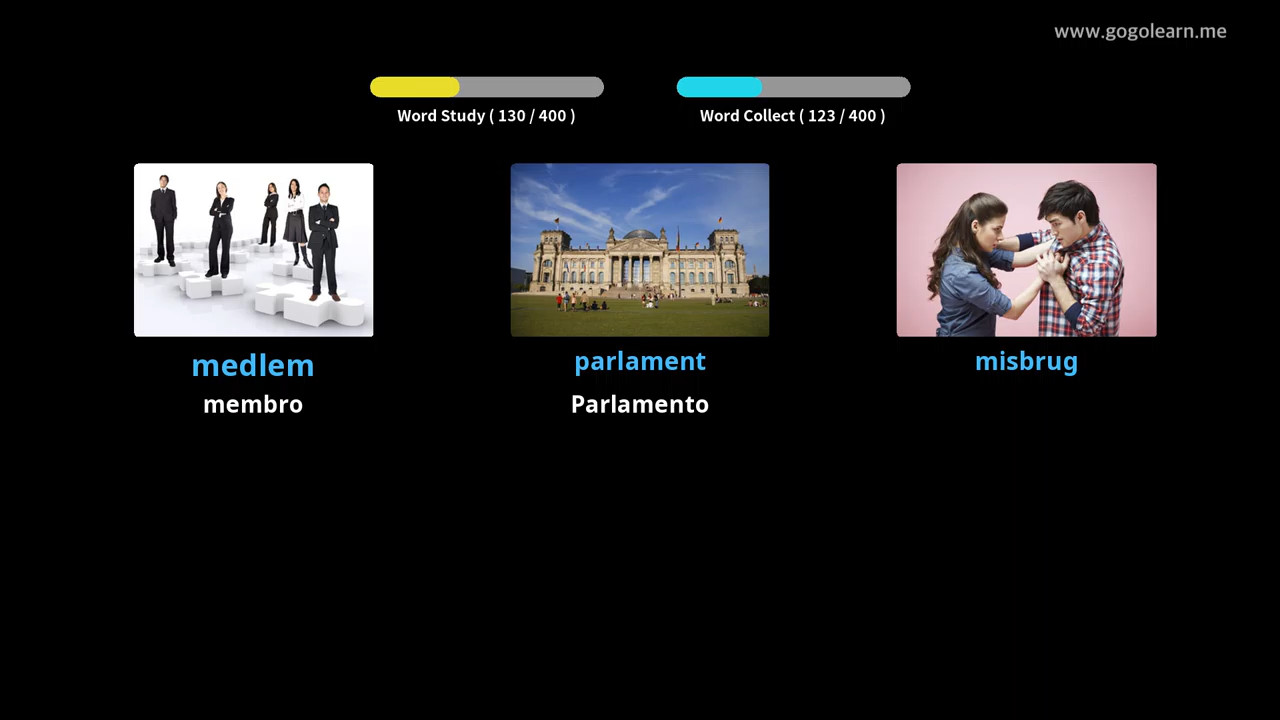 www.gogolearn.me
Word Study ( 130 / 400 )
Word Collect ( 123 / 400 )
medlem
parlament
misbrug
membro
Parlamento